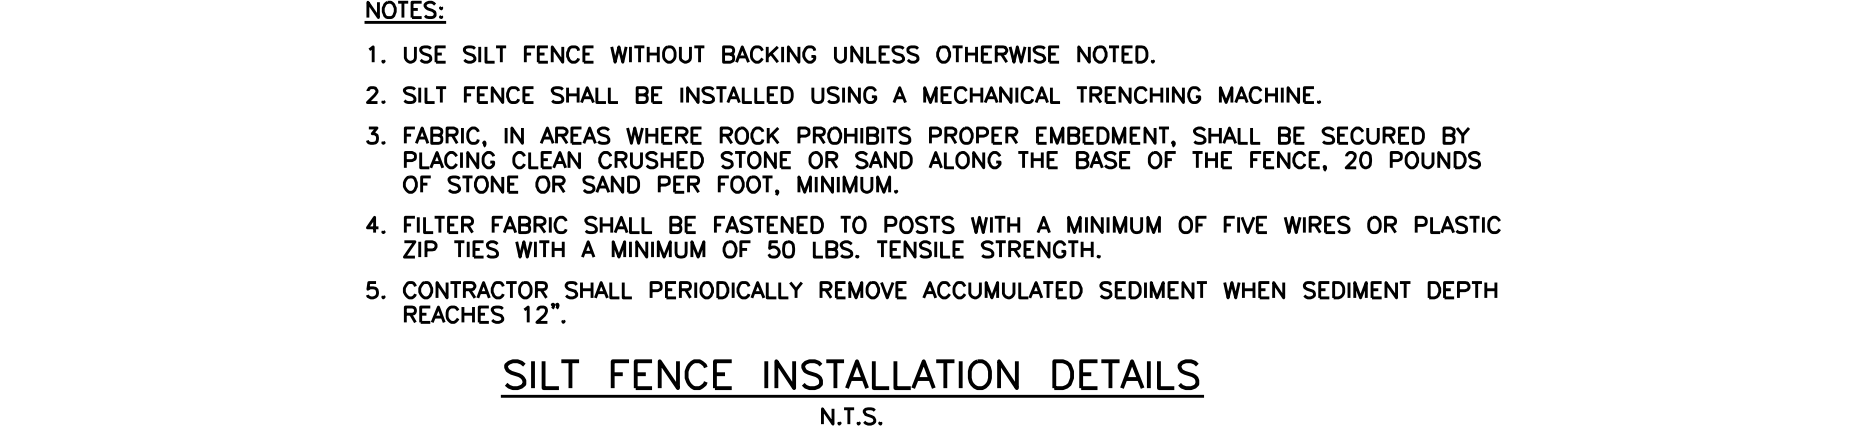 NOTES:
1. USE SILT FENCE WITHOUT BACKING UNLESS OTHERWISE NOTED.
2. SILT FENCE SHALL BE INSTALLED USING A MECHANICAL TRENCHING MACHINE.
3. FABRIC, IN AREAS WHERE ROCK PROHIBITS PROPER EMBEDMENT, SHALL BE SECURED BY
PLACING CLEAN CRUSHED STONE OR SAND ALONG THE BASE OF THE FENCE, 20 POUNDS
OF STONE OR SAND PER FOOT, MINIMUM.
4. FILTER FABRIC SHALL BE FASTENED TO POSTS WITH A MINIMUM OF FIVE WIRES OR PLASTIC
ZIP TIES WITH A MINIMUM OF 50 LBS. TENSILE STRENGTH.
5. CONTRACTOR SHALL PERIODICALLY REMOVE ACCUMULATED SEDIMENT WHEN SEDIMENT DEPTH
REACHES 12".
SILT FENCE INSTALLATION DETAILS
N.T.S.